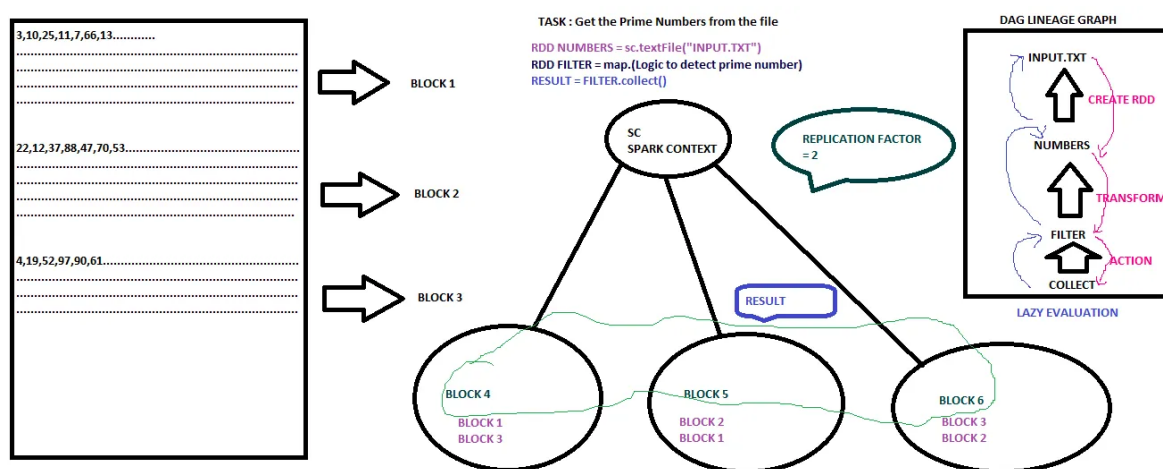 3,10,25,11,7,66,13............
22,12,37,88,47,70,53............
4,19,52,97,90,61............
BLOCK 1
BLOCK 2
BLOCK 3
TASK : Get the Prime Numbers from the file
RDD NUMBERS = sc.textFile("INPUT.TXT")
RDD FILTER = map.(Logic to detect prime number)
RESULT = FILTER.collect()
SC
SPARK CONTEXT
REPLICATION FACTOR
= 2
RESULT
BLOCK 4
BLOCK 1
BLOCK 3
BLOCK 5
BLOCK 2
BLOCK 1
BLOCK 6
BLOCK 3
BLOCK 2
DAG LINEAGE GRAPH
INPUT.TXT
CREATE RDD
NUMBERS
TRANSFORM
FILTER
ACTION
COLLECT
LAZY EVALUATION